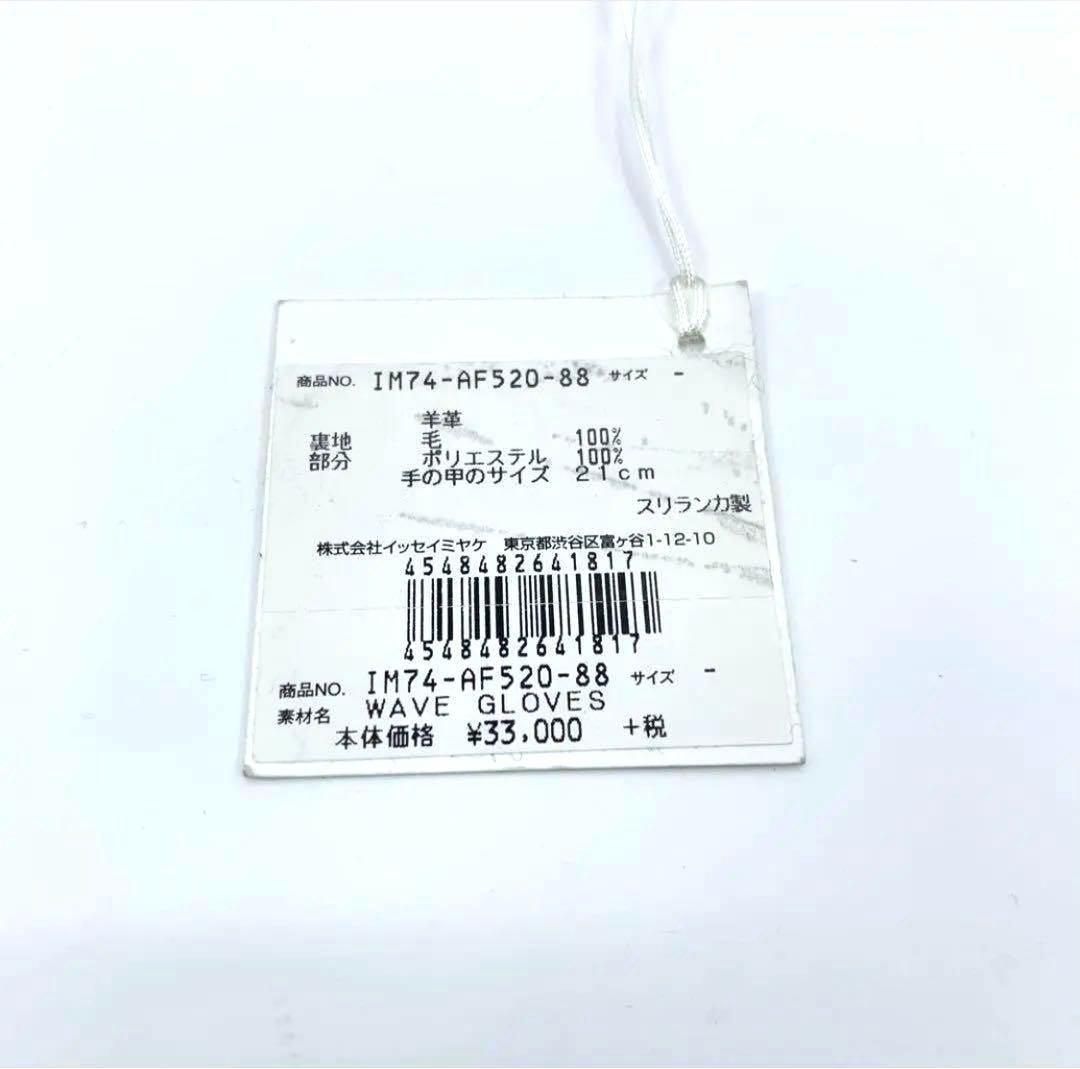 商品NO. IM74-AF520-88 サイズ -
羊革
裏地 毛 100%
部分 ポリエステル 100%
手の甲のサイズ 21cm
スリランカ製
株式会社イッセイミヤケ 東京都渋谷区富ヶ谷1-12-10
4548482641817
4548482641817
商品NO. IM74-AF520-88 サイズ -
素材名 WAVE GLOVES
本体価格 ¥33,000 +税